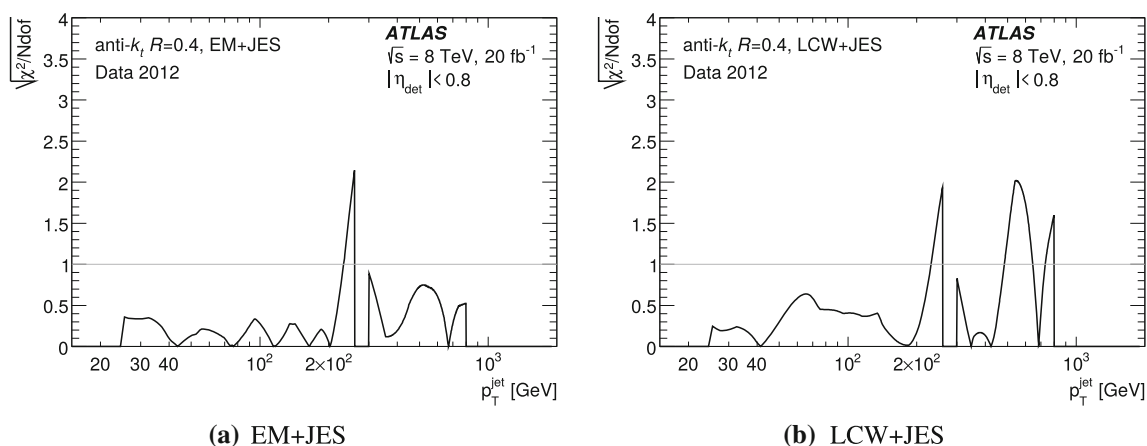 √χ²/Ndof
4
3.5
3
2.5
2
1.5
1
0.5
0
anti-kₜ R=0.4, EM+JES
Data 2012
ATLAS
√s = 8 TeV, 20 fb⁻¹
|η_det| < 0.8
20 30 40 10² 2×10² 10³
p_T^jet [GeV]
(a) EM+JES
√χ²/Ndof
4
3.5
3
2.5
2
1.5
1
0.5
0
anti-kₜ R=0.4, LCW+JES
Data 2012
ATLAS
√s = 8 TeV, 20 fb⁻¹
|η_det| < 0.8
20 30 40 10² 2×10² 10³
p_T^jet [GeV]
(b) LCW+JES